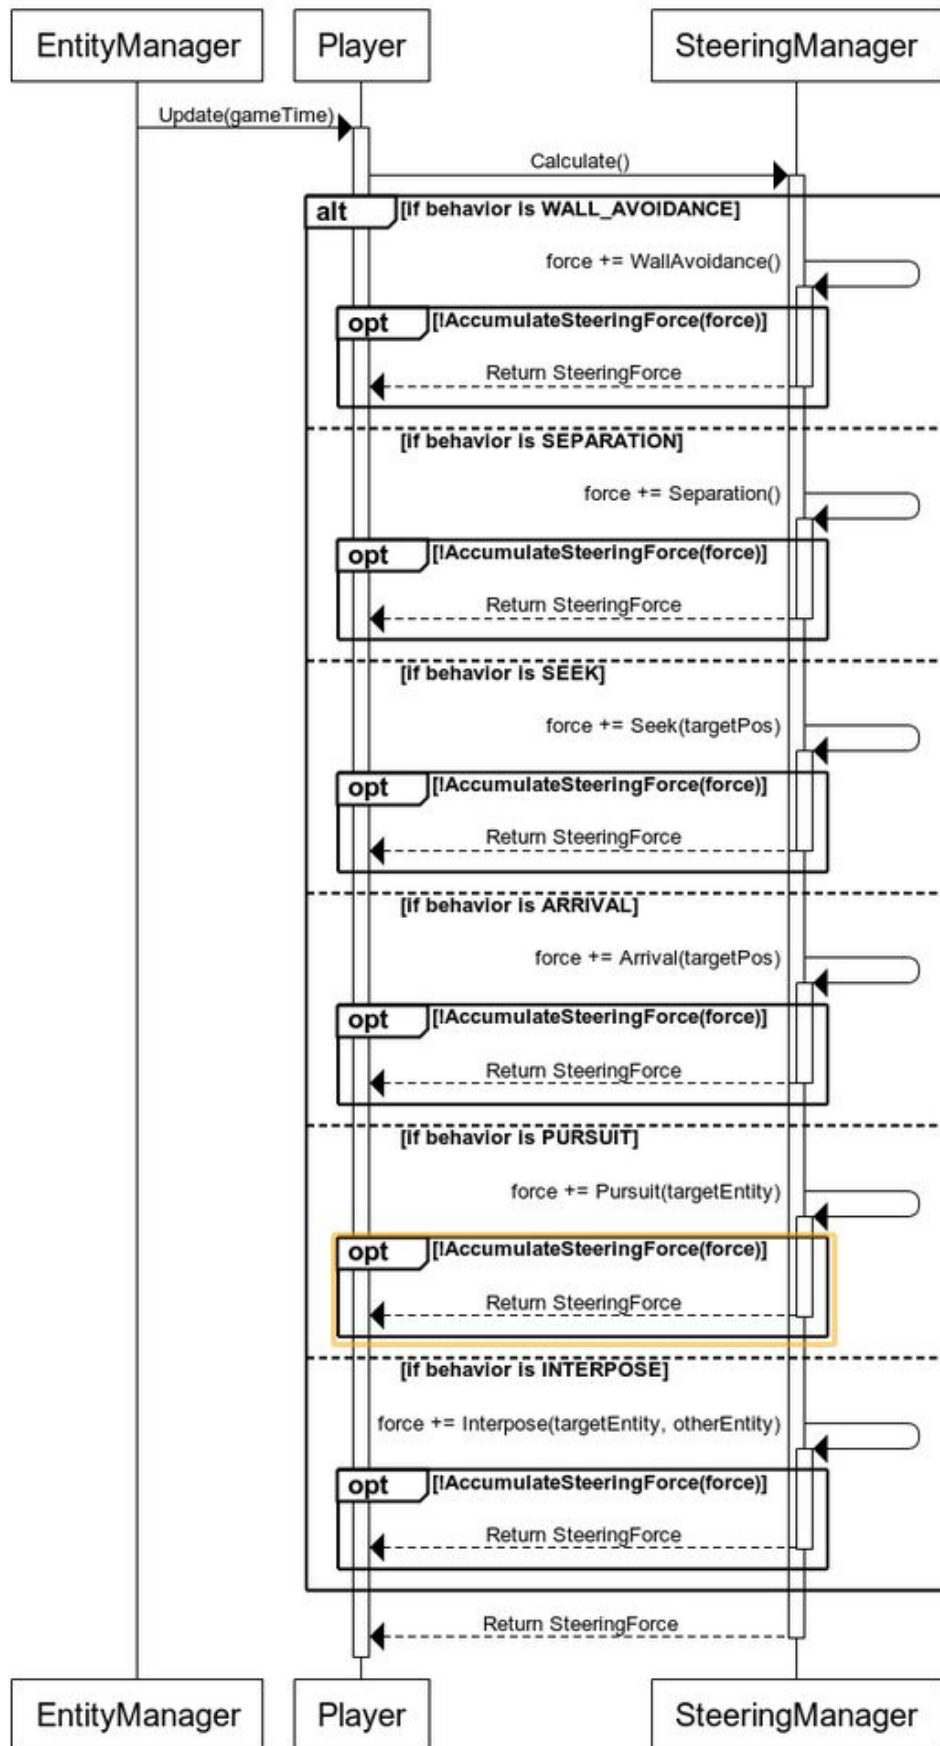 EntityManager
Player
SteeringManager
Update(gameTime)
Calculate()
alt
[if behavior is WALL_AVOIDANCE]
force += WallAvoidance()
opt
[!AccumulateSteeringForce(force)]
Return SteeringForce
[if behavior is SEPARATION]
force += Separation()
opt
[!AccumulateSteeringForce(force)]
Return SteeringForce
[if behavior is SEEK]
force += Seek(targetPos)
opt
[!AccumulateSteeringForce(force)]
Return SteeringForce
[if behavior is ARRIVAL]
force += Arrival(targetPos)
opt
[!AccumulateSteeringForce(force)]
Return SteeringForce
[if behavior is PURSUIT]
force += Pursuit(targetEntity)
opt
[!AccumulateSteeringForce(force)]
Return SteeringForce
[if behavior is INTERPOSE]
force += Interpose(targetEntity, otherEntity)
opt
[!AccumulateSteeringForce(force)]
Return SteeringForce
Return SteeringForce
EntityManager
Player
SteeringManager